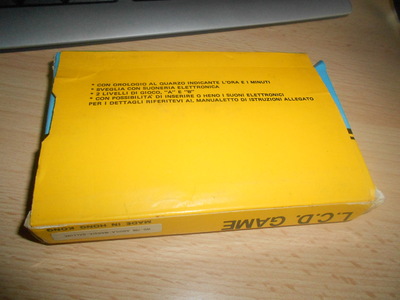 * CON OROLOGIO AL QUARZO INDICANTE L'ORA E I MINUTI
* SVEGLIA CON SUONERIA ELETTRONICA
* 2 LIVELLI DI GIOCO, "A" E "B"
* CON POSSIBILITA' DI INSERIRE O MENO I SUONI ELETTRONICI
PER I DETTAGLI RIFERITEVI AL MANUALETTO DI ISTRUZIONI ALLEGATO
L.C.D. GAME
MADE IN HONG KONG